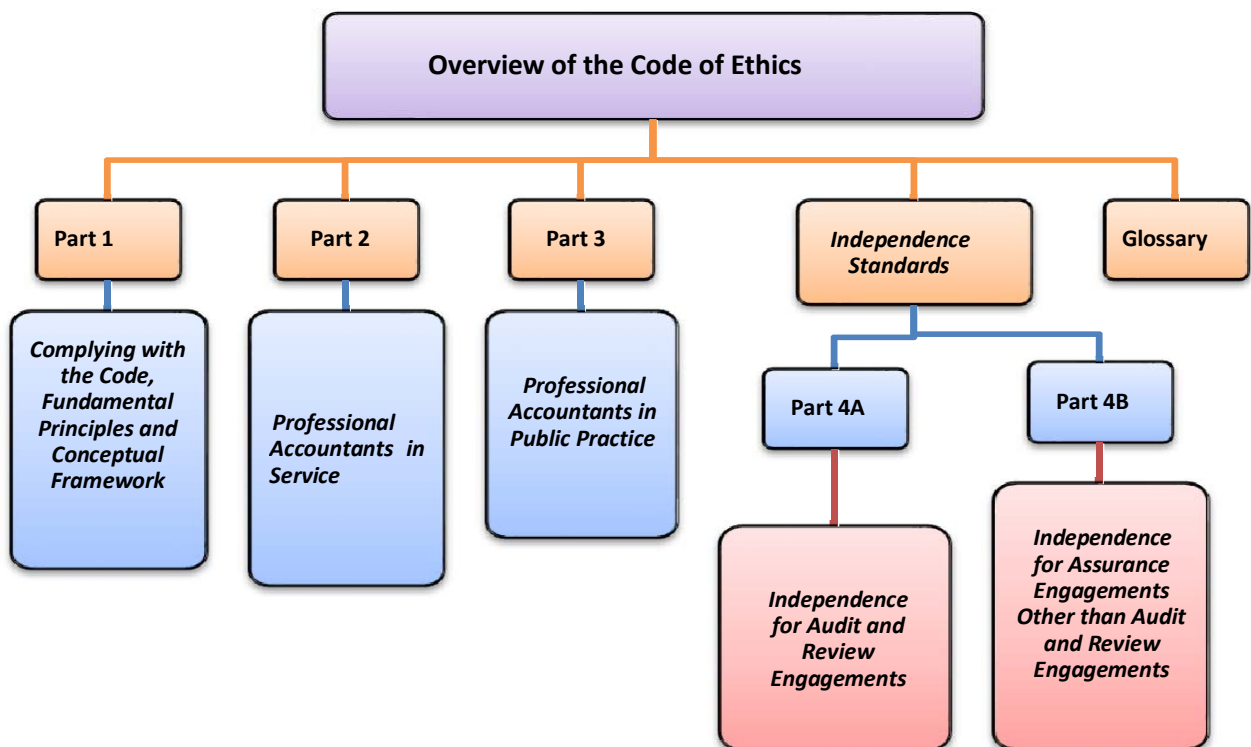 Overview of the Code of Ethics
Part 1
Part 2
Part 3
Independence
Standards
Glossary
Complying with
the Code,
Fundamental
Principles and
Conceptual
Framework
Professional
Accountants in
Service
Professional
Accountants in
Public Practice
Part 4A
Part 4B
Independence
for Audit and
Review
Engagements
Independence
for Assurance
Engagements
Other than Audit
and Review
Engagements